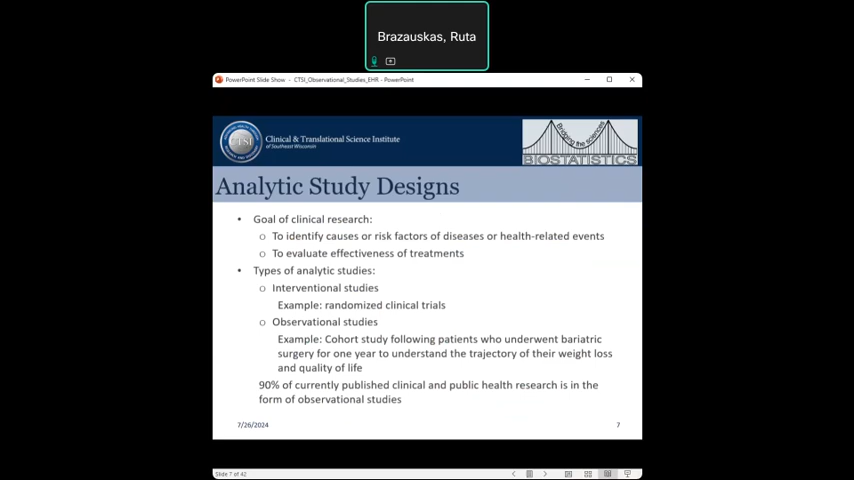 Brazauskas, Ruta
PowerPoint Slide Show - CTSI_Observational_Studies_EHR - PowerPoint
CTSI
Clinical & Translational Science Institute
of Southeast Wisconsin
Bridging the Sciences
BIOSTATISTICS
Analytic Study Designs
• Goal of clinical research:
o To identify causes or risk factors of diseases or health-related events
o To evaluate effectiveness of treatments
• Types of analytic studies:
o Interventional studies
Example: randomized clinical trials
o Observational studies
Example: Cohort study following patients who underwent bariatric
surgery for one year to understand the trajectory of their weight loss
and quality of life
90% of currently published clinical and public health research is in the
form of observational studies
7/26/2024
7
Slide 7 of 42